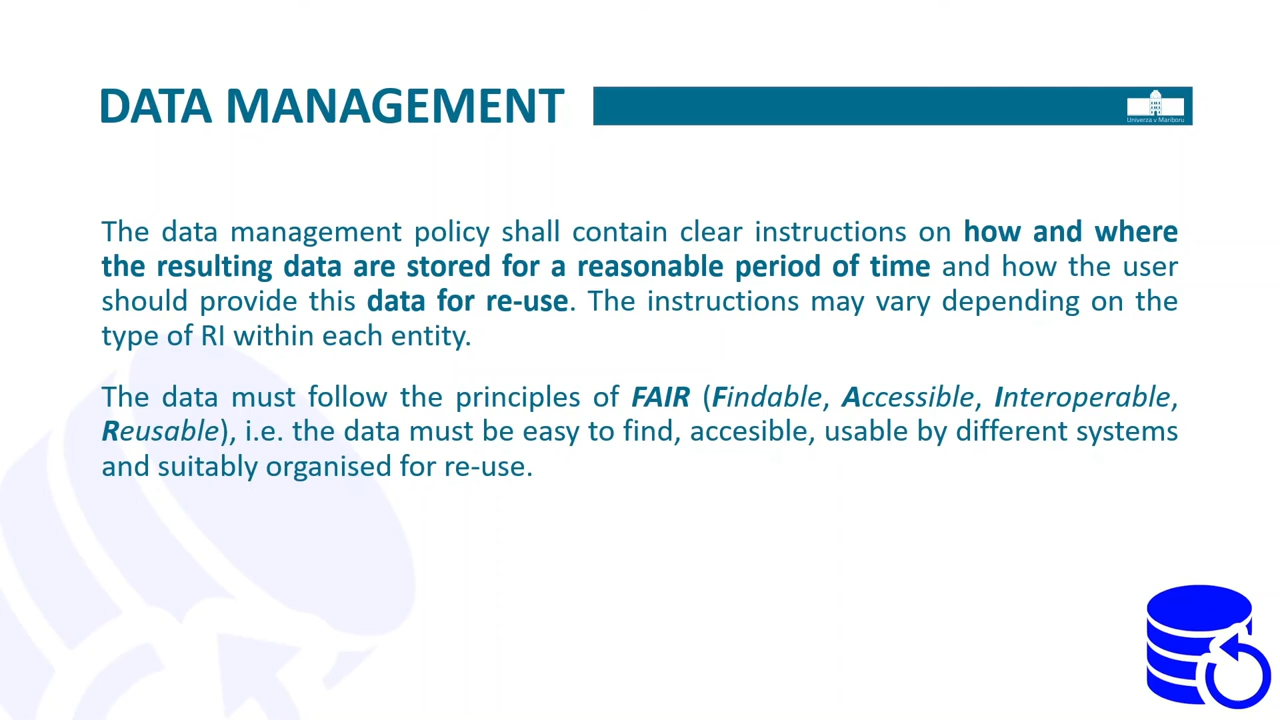 DATA MANAGEMENT
Univerza v Mariboru
The data management policy shall contain clear instructions on how and where
the resulting data are stored for a reasonable period of time and how the user
should provide this data for re-use. The instructions may vary depending on the
type of RI within each entity.
The data must follow the principles of FAIR (Findable, Accessible, Interoperable,
Reusable), i.e. the data must be easy to find, accesible, usable by different systems
and suitably organised for re-use.